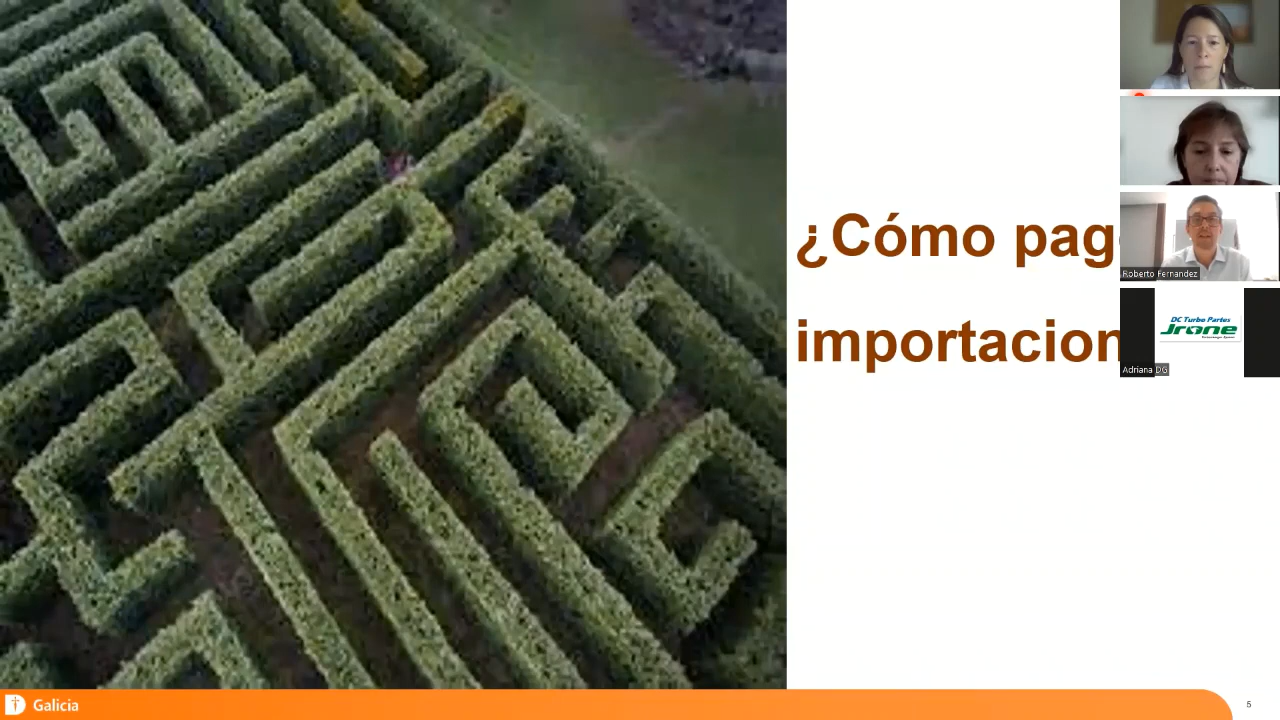 ¿Cómo pag
importacion
Roberto Fernandez
DC Turbo Partes
Jrone
Adriana DG
Galicia
5